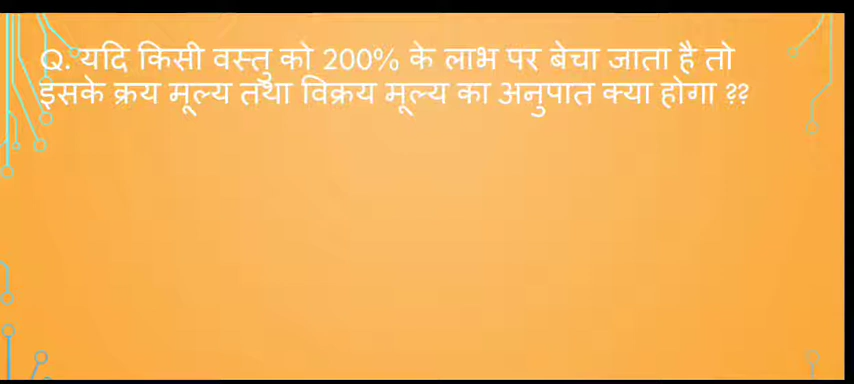 Q. यदि किसी वस्तु को 200% के लाभ पर बेचा जाता है तो
इसके क्रय मूल्य तथा विक्रय मूल्य का अनुपात क्या होगा ??